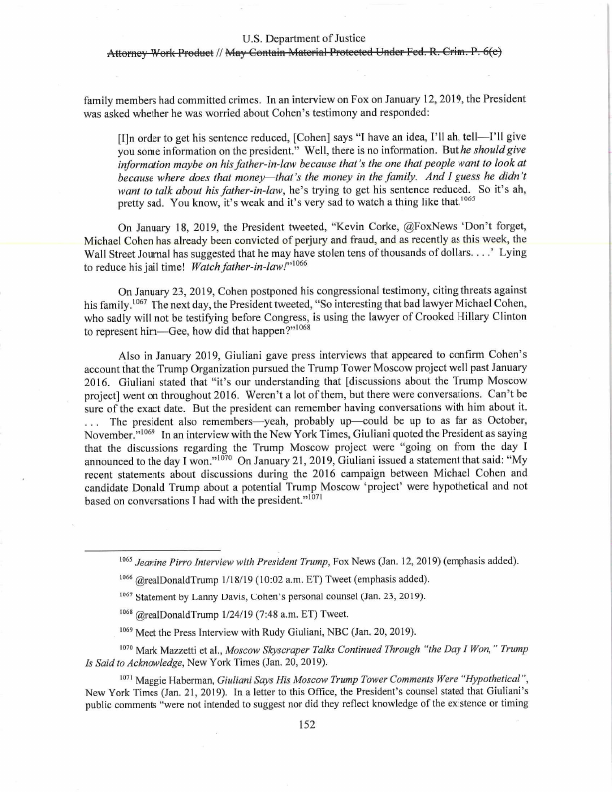 U.S. Department of Justice
Attorney Work Product // May Contain Material Protected Under Fed. R. Crim. P. 6(e)
family members had committed crimes. In an interview on Fox on January 12, 2019, the President
was asked whether he was worried about Cohen's testimony and responded:
[I]n order to get his sentence reduced, [Cohen] says "I have an idea, I'll ah, tell—I'll give
you some information on the president." Well, there is no information. But he should give
information maybe on his father-in-law because that's the one that people want to look at
because where does that money—that's the money in the family. And I guess he didn't
want to talk about his father-in-law, he's trying to get his sentence reduced. So it's ah,
pretty sad. You know, it's weak and it's very sad to watch a thing like that.1065
On January 18, 2019, the President tweeted, "Kevin Corke, @FoxNews 'Don't forget,
Michael Cohen has already been convicted of perjury and fraud, and as recently as this week, the
Wall Street Journal has suggested that he may have stolen tens of thousands of dollars. . . .' Lying
to reduce his jail time! Watch father-in-law!"1066
On January 23, 2019, Cohen postponed his congressional testimony, citing threats against
his family.1067 The next day, the President tweeted, "So interesting that bad lawyer Michael Cohen,
who sadly will not be testifying before Congress, is using the lawyer of Crooked Hillary Clinton
to represent him—Gee, how did that happen?"1068
Also in January 2019, Giuliani gave press interviews that appeared to confirm Cohen's
account that the Trump Organization pursued the Trump Tower Moscow project well past January
2016. Giuliani stated that "it's our understanding that [discussions about the Trump Moscow
project] went on throughout 2016. Weren't a lot of them, but there were conversations. Can't be
sure of the exact date. But the president can remember having conversations with him about it.
. . . The president also remembers—yeah, probably up—could be up to as far as October,
November."1069 In an interview with the New York Times, Giuliani quoted the President as saying
that the discussions regarding the Trump Moscow project were "going on from the day I
announced to the day I won."1070 On January 21, 2019, Giuliani issued a statement that said: "My
recent statements about discussions during the 2016 campaign between Michael Cohen and
candidate Donald Trump about a potential Trump Moscow 'project' were hypothetical and not
based on conversations I had with the president."1071
1065 Jeanine Pirro Interview with President Trump, Fox News (Jan. 12, 2019) (emphasis added).
1066 @realDonaldTrump 1/18/19 (10:02 a.m. ET) Tweet (emphasis added).
1067 Statement by Lanny Davis, Cohen's personal counsel (Jan. 23, 2019).
1068 @realDonaldTrump 1/24/19 (7:48 a.m. ET) Tweet.
1069 Meet the Press Interview with Rudy Giuliani, NBC (Jan. 20, 2019).
1070 Mark Mazzetti et al., Moscow Skyscraper Talks Continued Through "the Day I Won," Trump
Is Said to Acknowledge, New York Times (Jan. 20, 2019).
1071 Maggie Haberman, Giuliani Says His Moscow Trump Tower Comments Were "Hypothetical",
New York Times (Jan. 21, 2019). In a letter to this Office, the President's counsel stated that Giuliani's
public comments "were not intended to suggest nor did they reflect knowledge of the existence or timing
152